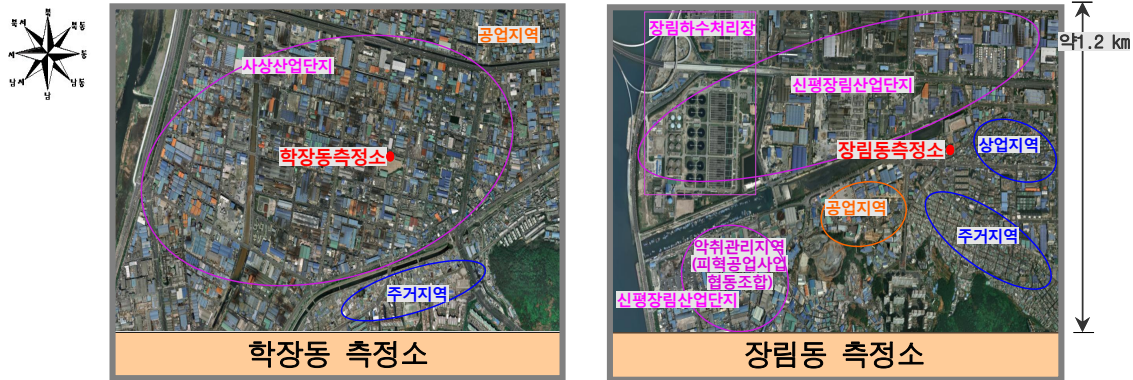 북
북서
북동
서
동
남서
남동
남
공업지역
사상산업단지
학장동측정소
주거지역
학장동 측정소
장림하수처리장
신평장림산업단지
장림동측정소
상업지역
공업지역
주거지역
악취관리지역
(피혁공업사업
협동조합)
신평장림산업단지
장림동 측정소
약1.2 km